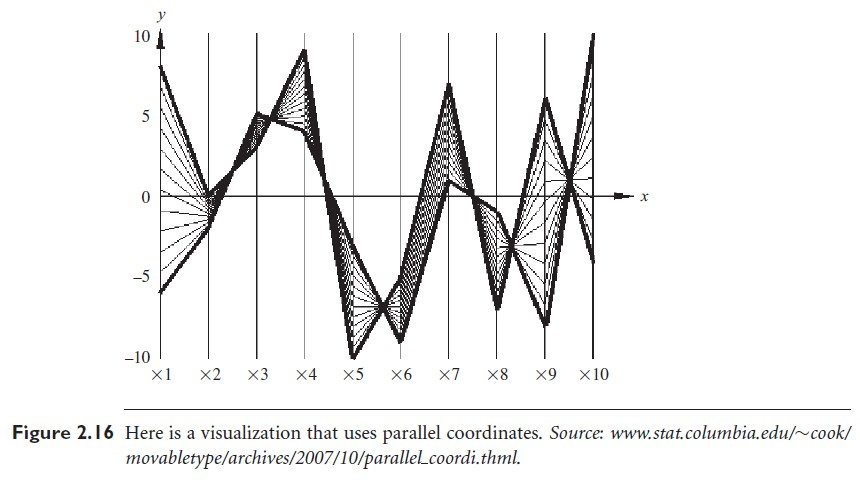 y
10
5
0
x
–5
–10
×1 ×2 ×3 ×4 ×5 ×6 ×7 ×8 ×9 ×10
Figure 2.16 Here is a visualization that uses parallel coordinates. Source: www.stat.columbia.edu/~cook/
movabletype/archives/2007/10/parallel_coordi.thml.